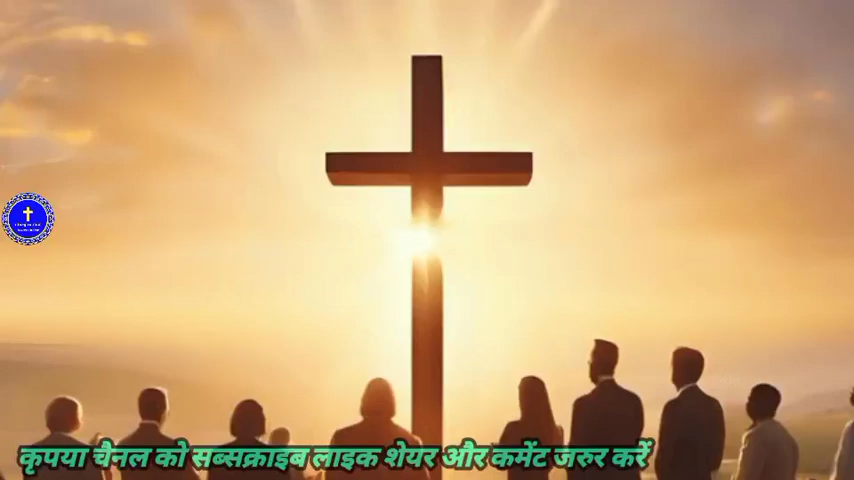 कृपया चैनल को सब्सक्राइब लाइक शेयर और कमेंट जरुर करें